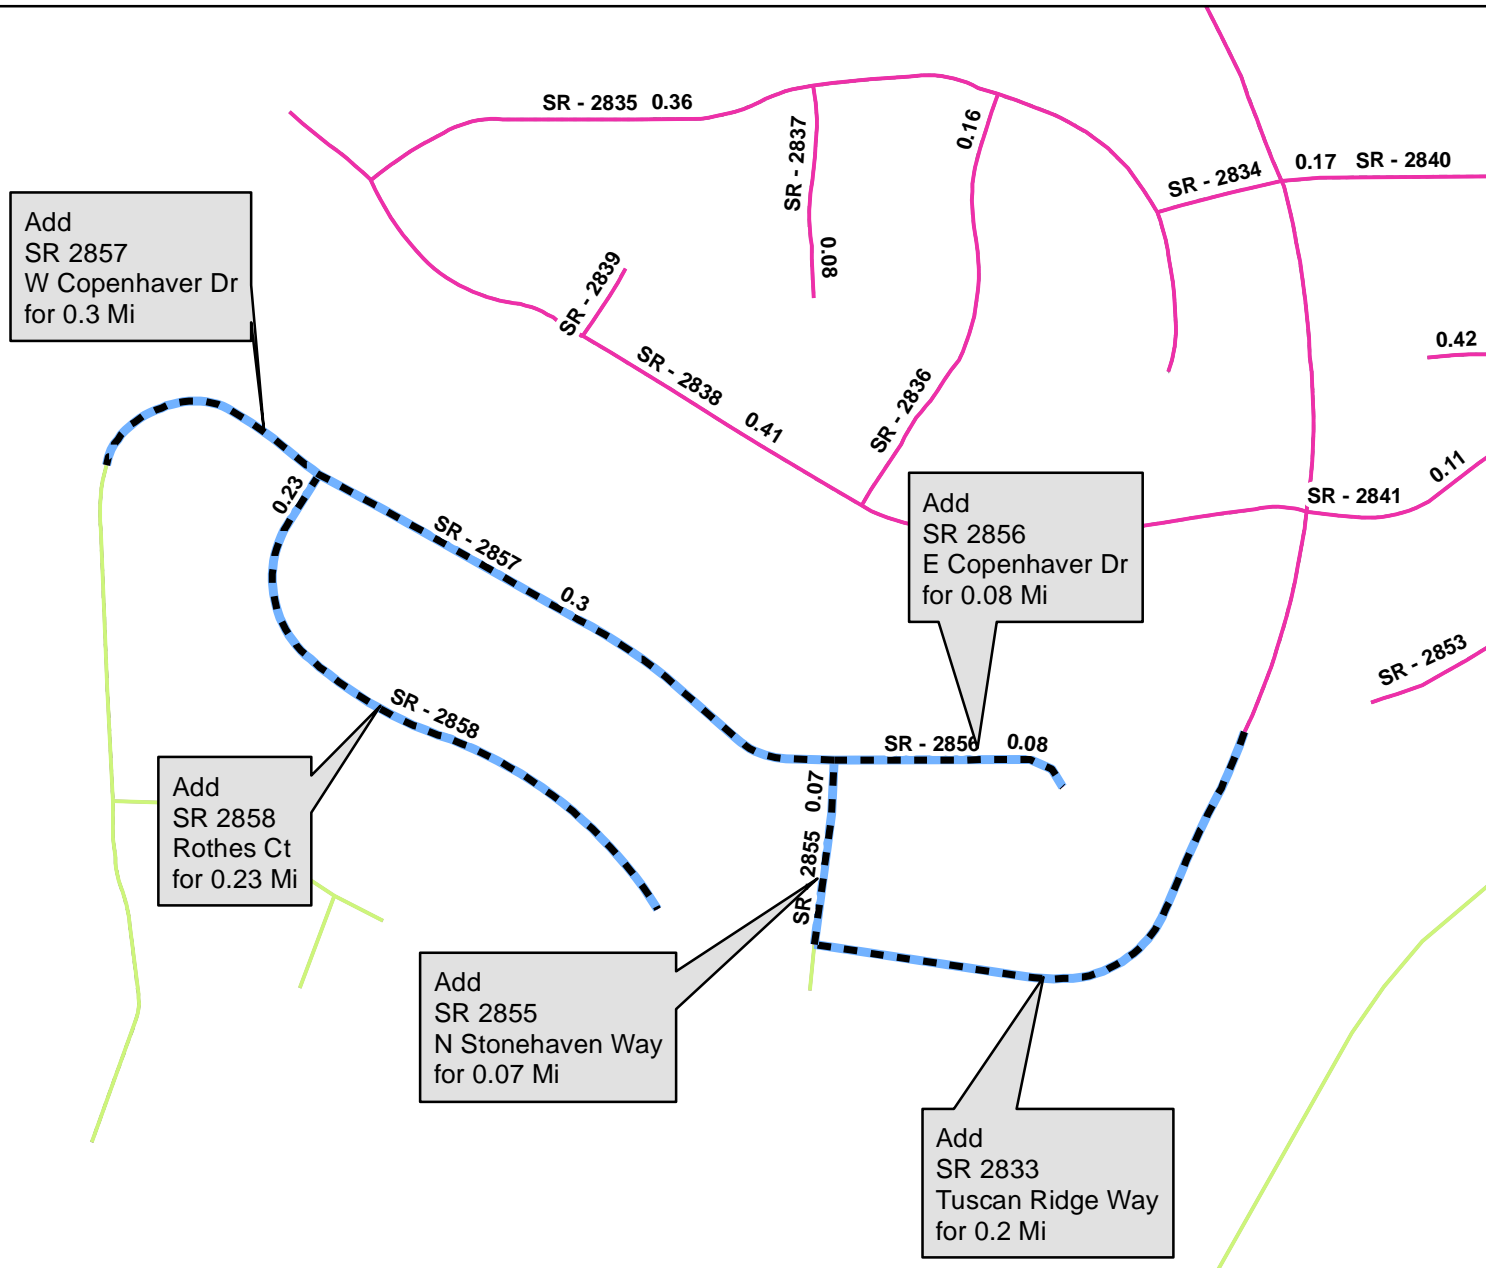 SR - 2835 0.36
SR - 2837
0.08
0.16
SR - 2834
0.17 SR - 2840
Add
SR 2857
W Copenhaver Dr
for 0.3 Mi
SR - 2839
SR - 2838
0.41
SR - 2836
0.42
0.11
SR - 2841
0.23
SR - 2857
0.3
Add
SR 2856
E Copenhaver Dr
for 0.08 Mi
SR - 2853
SR - 2858
SR - 2856
0.08
0.07
SR - 2855
Add
SR 2858
Rothes Ct
for 0.23 Mi
Add
SR 2855
N Stonehaven Way
for 0.07 Mi
Add
SR 2833
Tuscan Ridge Way
for 0.2 Mi